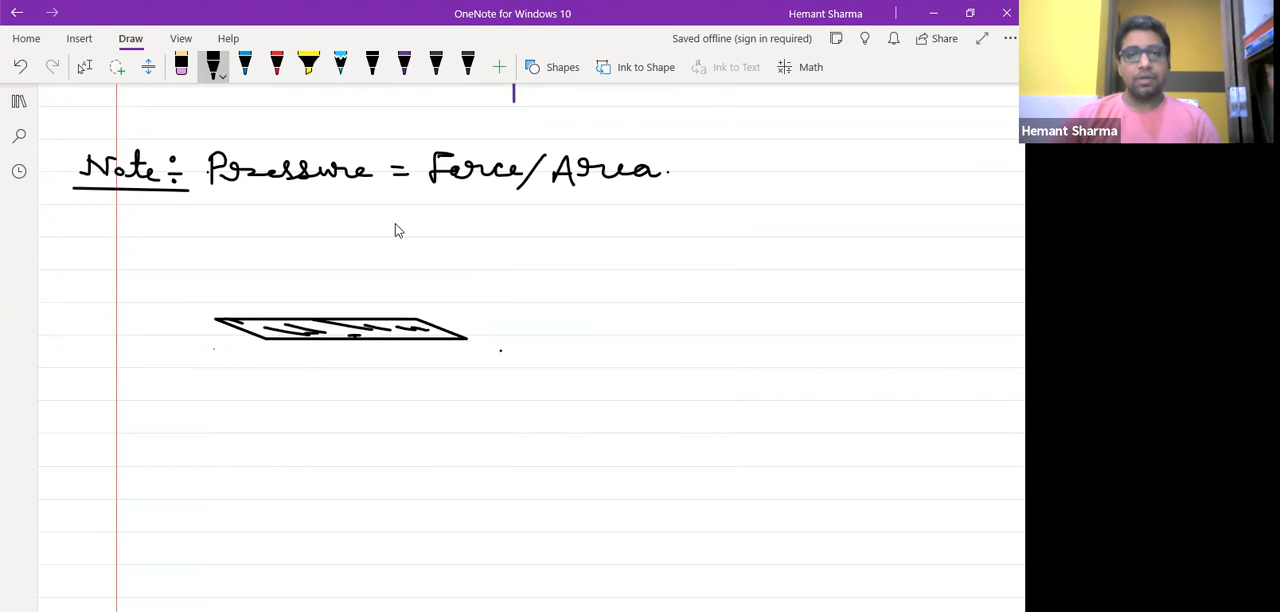 OneNote for Windows 10
Hemant Sharma
Home Insert Draw View Help
Saved offline (sign in required)
Share
Shapes
Ink to Shape
Ink to Text
Math
Hemant Sharma
Note:- Pressure = Force/Area.